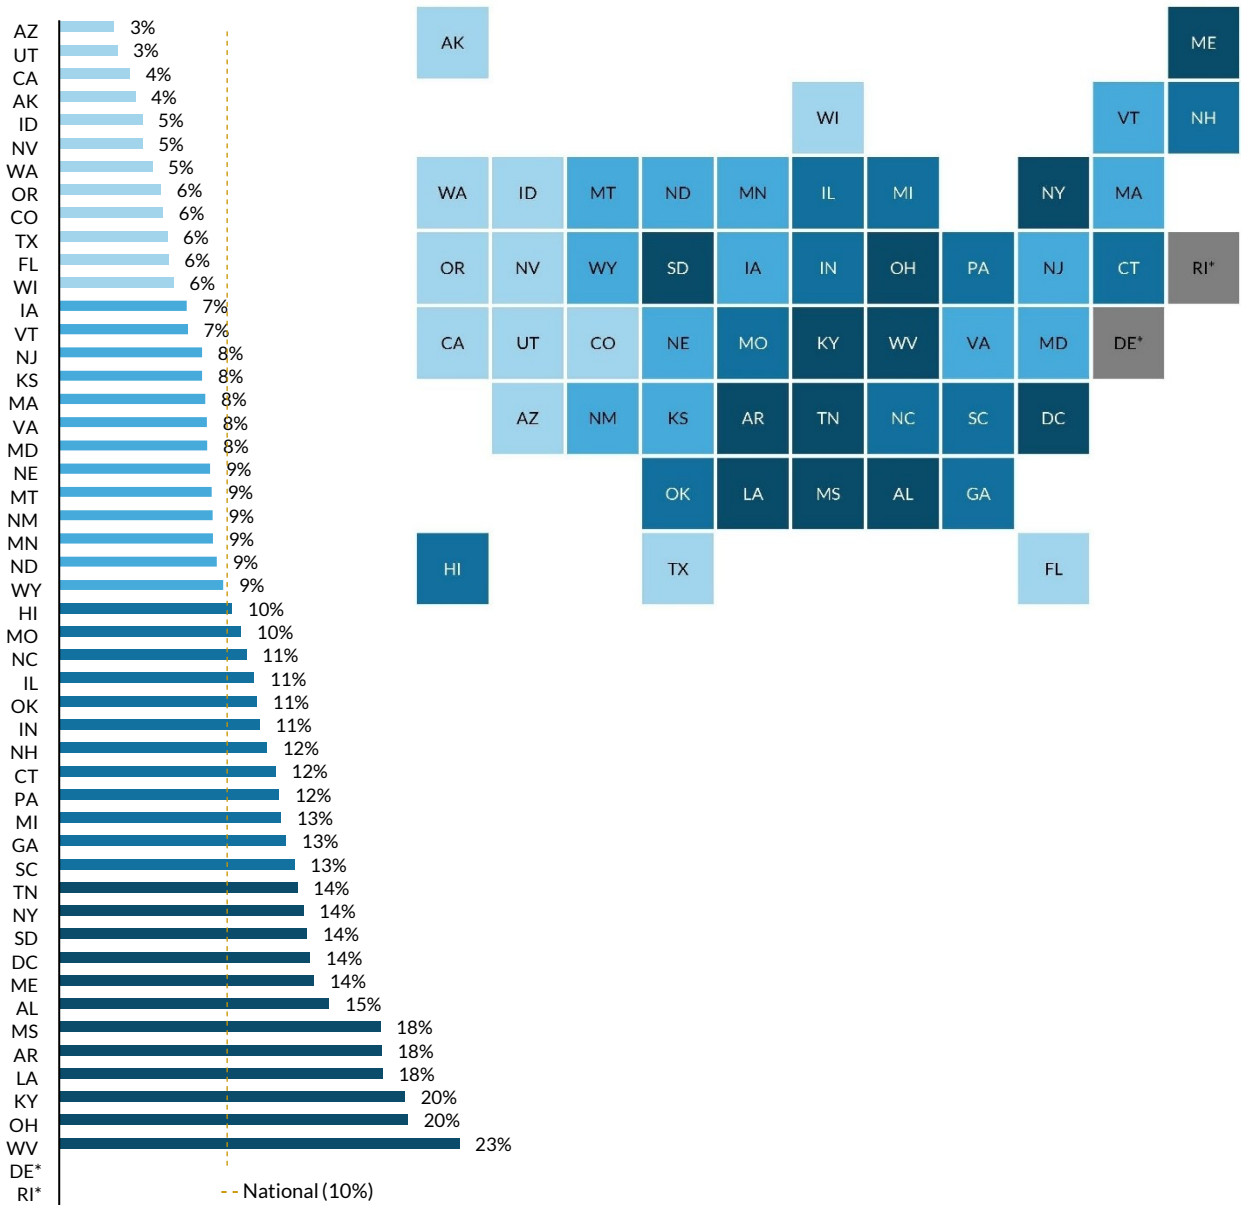 AZ 3%
UT 3%
CA 4%
AK 4%
ID 5%
NV 5%
WA 5%
OR 6%
CO 6%
TX 6%
FL 6%
WI 6%
IA 7%
VT 7%
NJ 8%
KS 8%
MA 8%
VA 8%
MD 8%
NE 9%
MT 9%
NM 9%
MN 9%
ND 9%
WY 9%
HI 10%
MO 10%
NC 11%
IL 11%
OK 11%
IN 11%
NH 12%
CT 12%
PA 12%
MI 13%
GA 13%
SC 13%
TN 14%
NY 14%
SD 14%
DC 14%
ME 14%
AL 15%
MS 18%
AR 18%
LA 18%
KY 20%
OH 20%
WV 23%
DE*
RI*
National (10%)
AK ME
WI VT NH
WA ID MT ND MN IL MI NY MA
OR NV WY SD IA IN OH PA NJ CT RI*
CA UT CO NE MO KY WV VA MD DE*
AZ NM KS AR TN NC SC DC
OK LA MS AL GA
HI TX FL